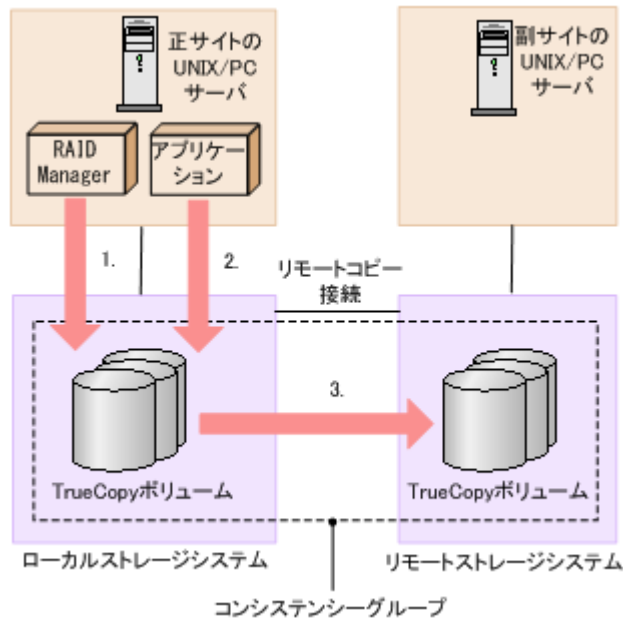 正サイトの
UNIX/PC
サーバ
副サイトの
UNIX/PC
サーバ
RAID
Manager
アプリケー
ション
1.
2.
リモートコピー
接続
3.
TrueCopyボリューム
TrueCopyボリューム
ローカルストレージシステム
リモートストレージシステム
コンシステンシーグループ